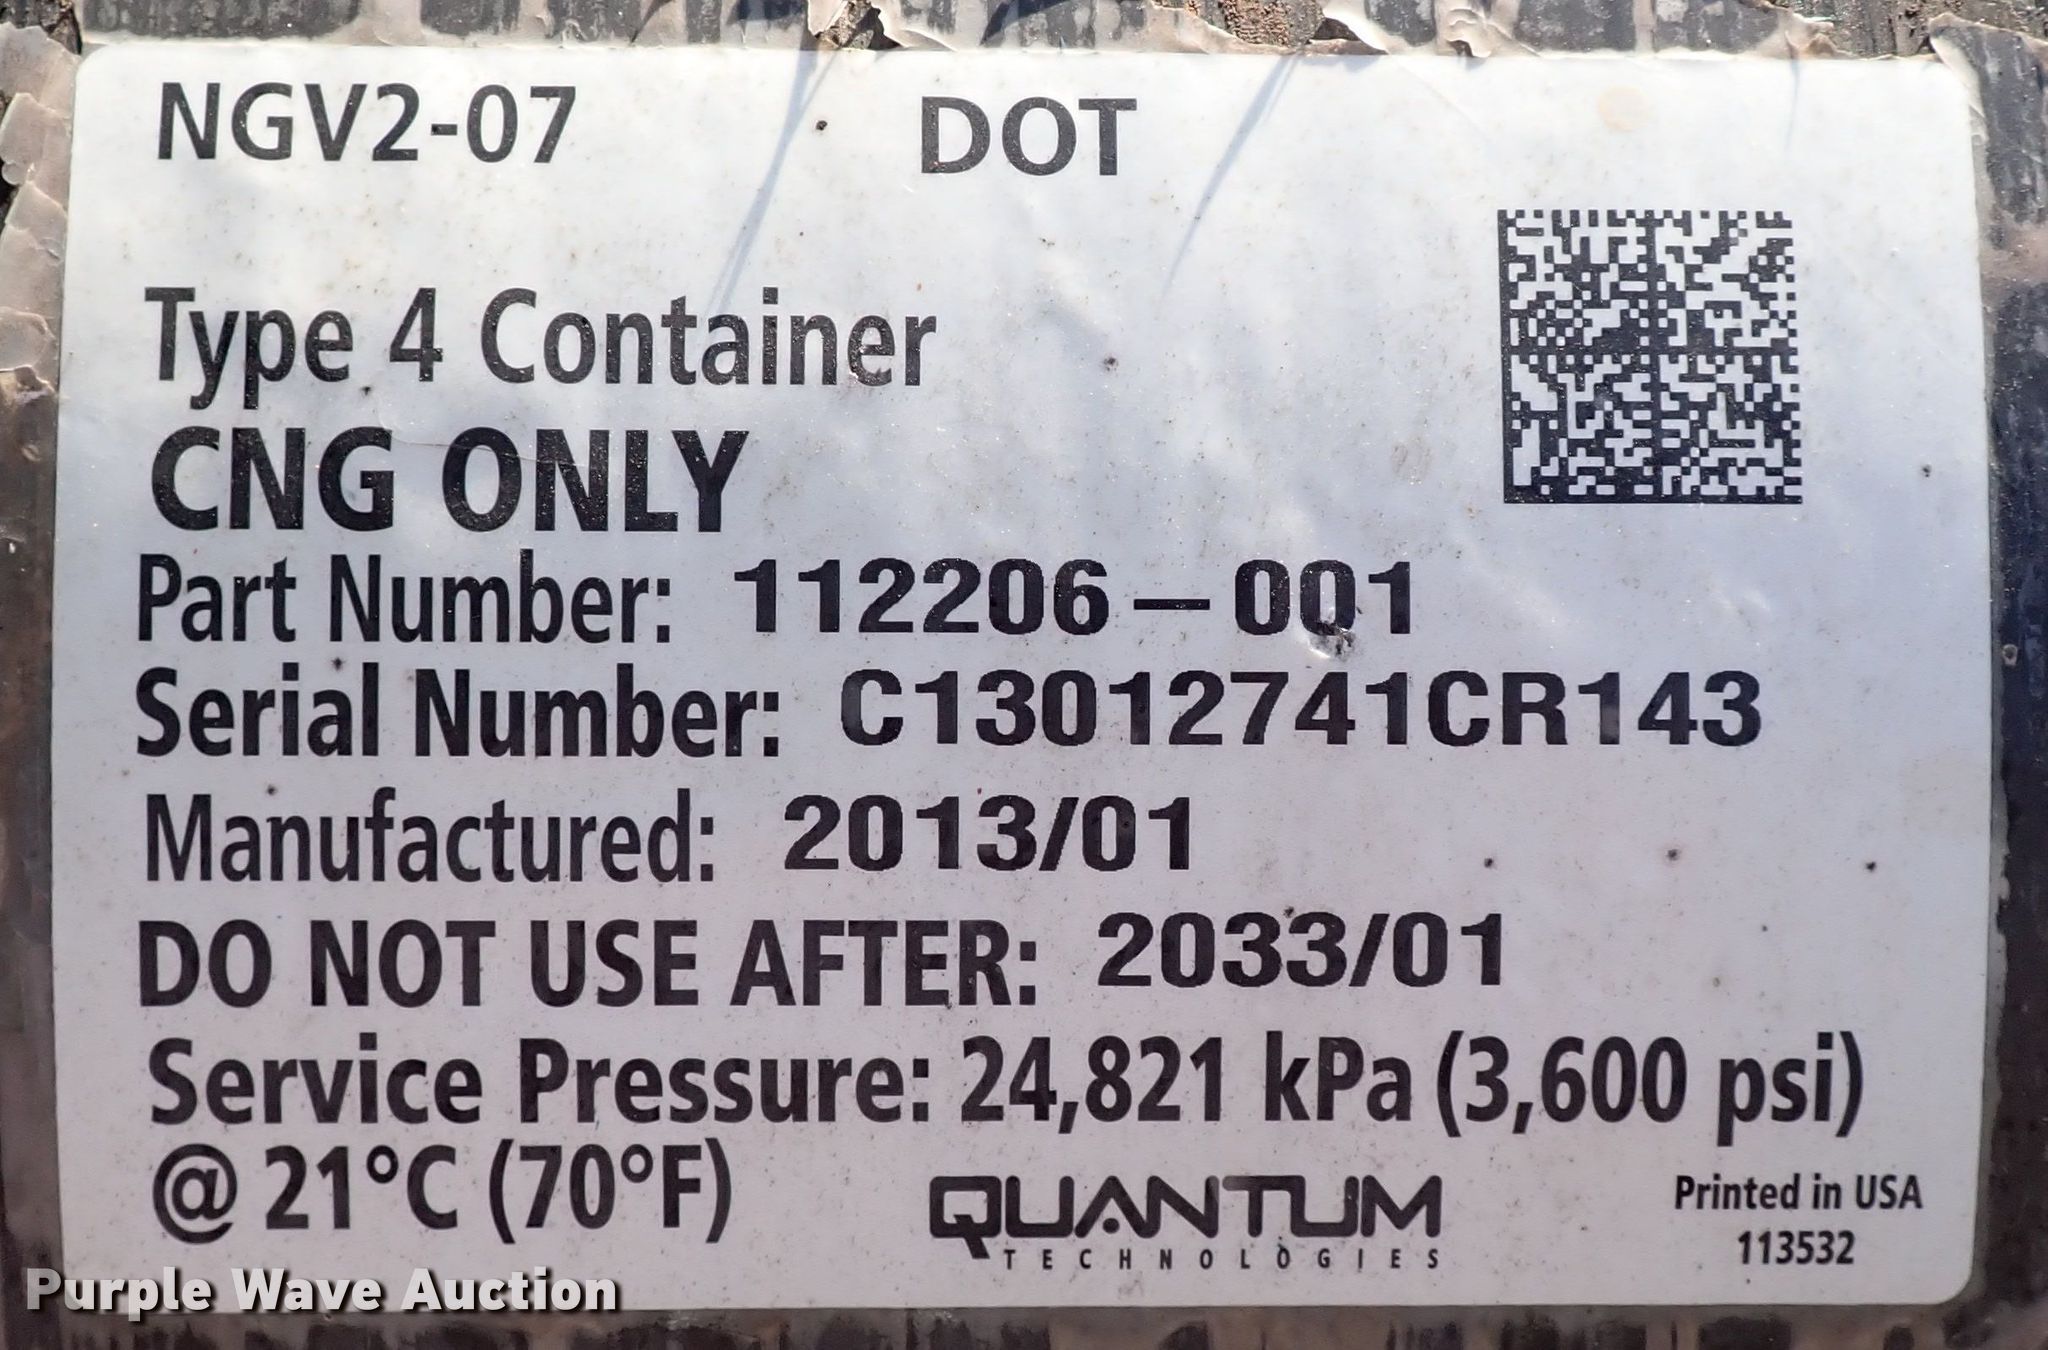 NGV2-07 DOT
Type 4 Container
CNG ONLY
Part Number: 112206-001
Serial Number: C13012741CR143
Manufactured: 2013/01
DO NOT USE AFTER: 2033/01
Service Pressure: 24,821 kPa (3,600 psi)
@ 21°C (70°F)
QUANTUM
TECHNOLOGIES
Printed in USA
113532
Purple Wave Auction